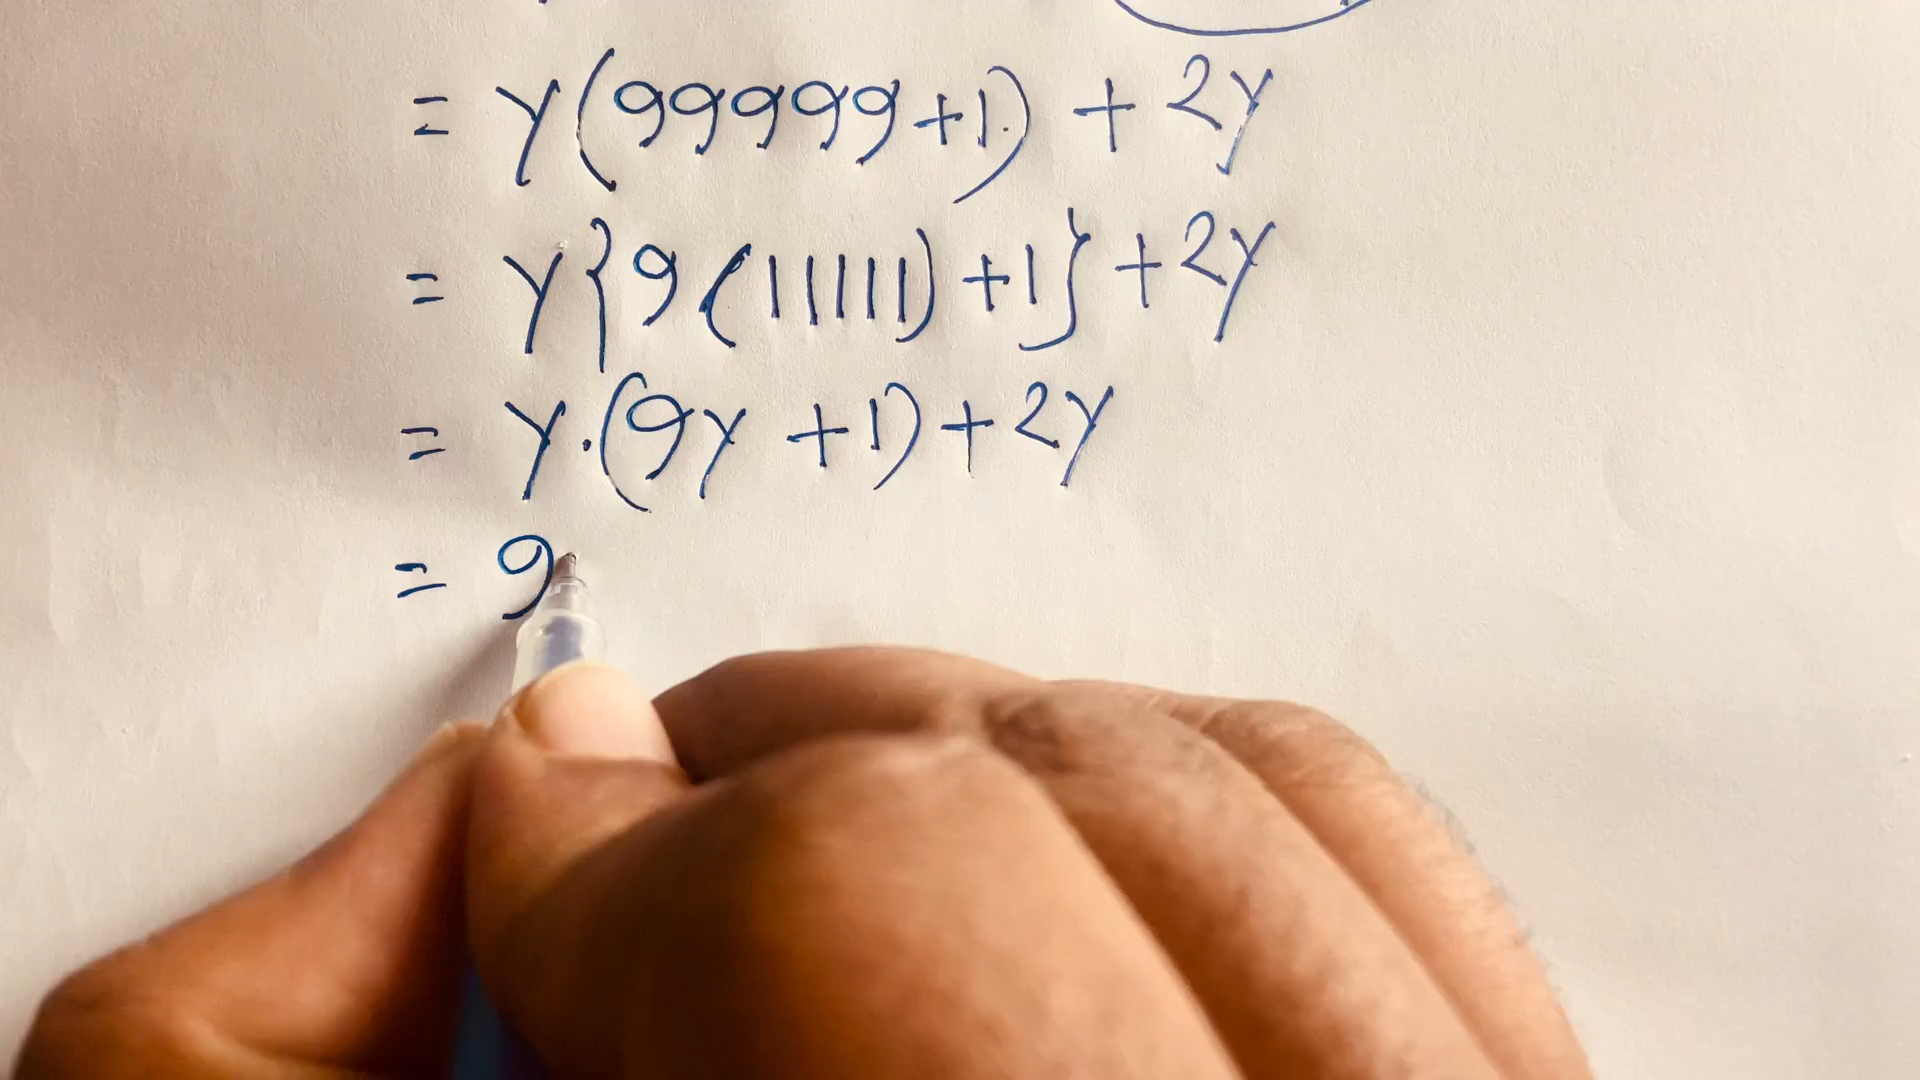 = y(99999+1) + 2y
= y{9(11111)+1}+2y
= y.(9y +1)+2y
= 9